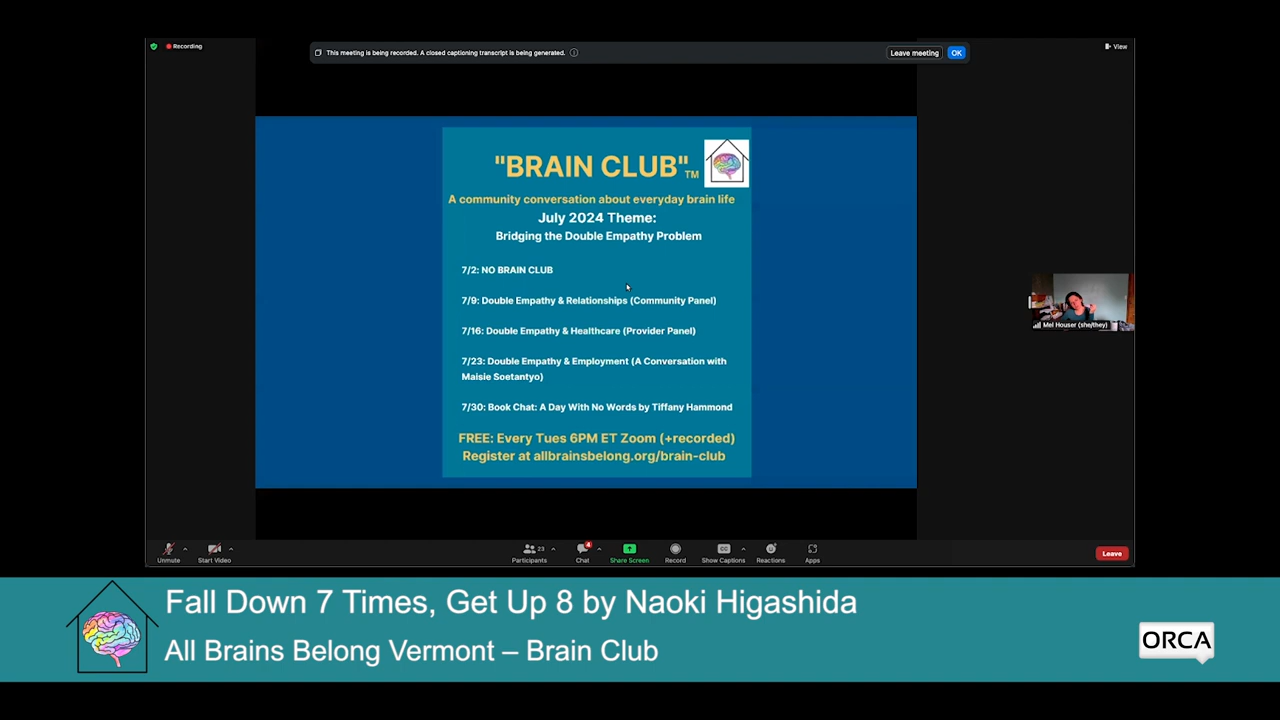 Recording
This meeting is being recorded. A closed captioning transcript is being generated.
Leave meeting
OK
View
"BRAIN CLUB"TM
A community conversation about everyday brain life
July 2024 Theme:
Bridging the Double Empathy Problem
7/2: NO BRAIN CLUB
7/9: Double Empathy & Relationships (Community Panel)
7/16: Double Empathy & Healthcare (Provider Panel)
7/23: Double Empathy & Employment (A Conversation with
Maisie Soetantyo)
7/30: Book Chat: A Day With No Words by Tiffany Hammond
FREE: Every Tues 6PM ET Zoom (+recorded)
Register at allbrainsbelong.org/brain-club
Mel Houser (she/they)
Unmute
Start Video
23
Participants
4
Chat
Share Screen
Record
CC
Show Captions
Reactions
Apps
Leave
Fall Down 7 Times, Get Up 8 by Naoki Higashida
All Brains Belong Vermont – Brain Club
ORCA